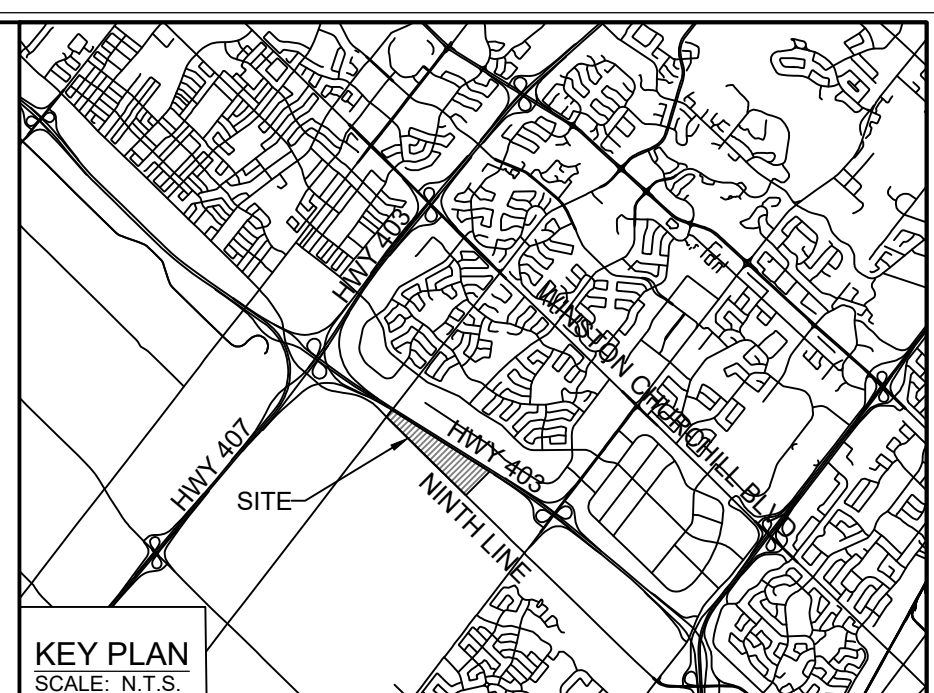 HWY 403
WINSTON CHURCHILL BLVD
HWY 407
HWY 403
SITE
NINTH LINE
KEY PLAN
SCALE: N.T.S.